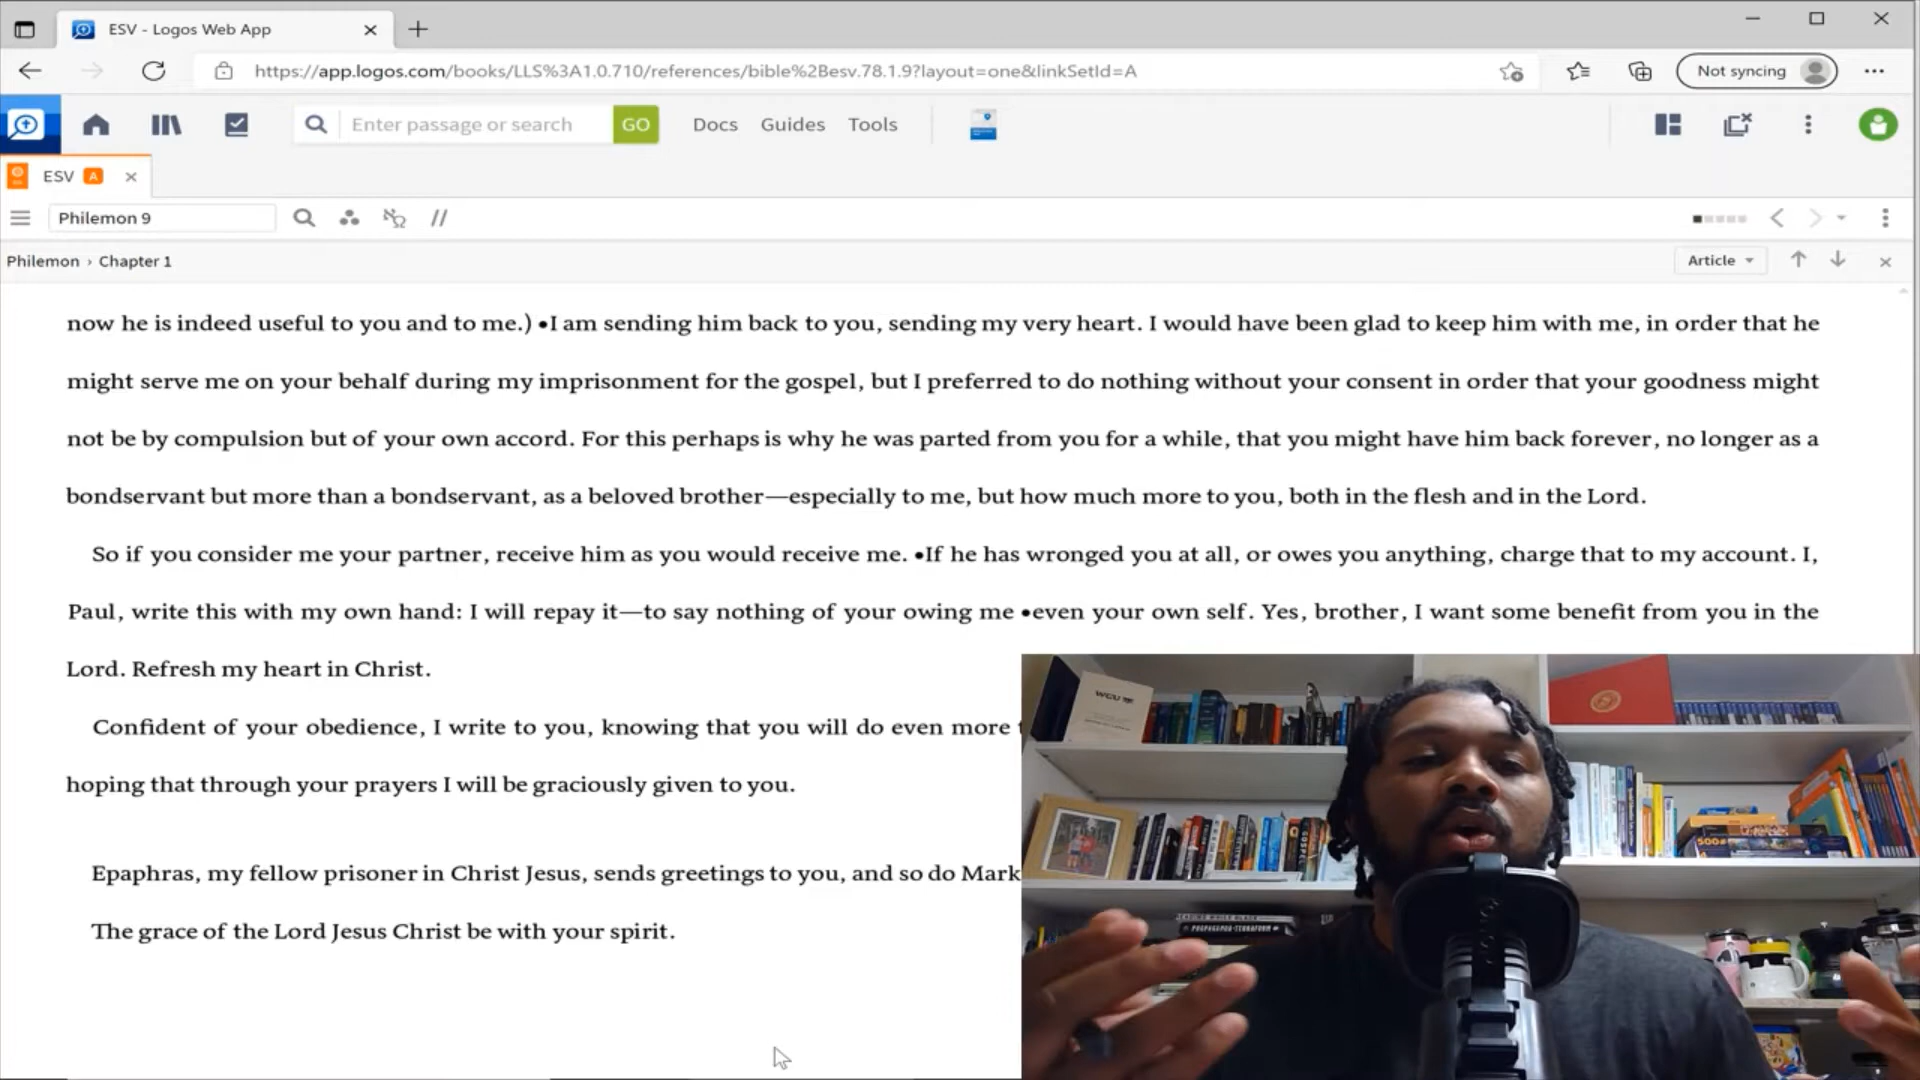 ESV - Logos Web App
https://app.logos.com/books/LLS%3A1.0.710/references/bible%2Besv.78.1.9?layout=one&linkSetId=A
Not syncing
Enter passage or search
GO
Docs Guides Tools
ESV A
Philemon 9
//
Philemon › Chapter 1
Article
now he is indeed useful to you and to me.) •I am sending him back to you, sending my very heart. I would have been glad to keep him with me, in order that he
might serve me on your behalf during my imprisonment for the gospel, but I preferred to do nothing without your consent in order that your goodness might
not be by compulsion but of your own accord. For this perhaps is why he was parted from you for a while, that you might have him back forever, no longer as a
bondservant but more than a bondservant, as a beloved brother—especially to me, but how much more to you, both in the flesh and in the Lord.
So if you consider me your partner, receive him as you would receive me. •If he has wronged you at all, or owes you anything, charge that to my account. I,
Paul, write this with my own hand: I will repay it—to say nothing of your owing me •even your own self. Yes, brother, I want some benefit from you in the
Lord. Refresh my heart in Christ.
Confident of your obedience, I write to you, knowing that you will do even more
hoping that through your prayers I will be graciously given to you.
Epaphras, my fellow prisoner in Christ Jesus, sends greetings to you, and so do Mark
The grace of the Lord Jesus Christ be with your spirit.
WGU